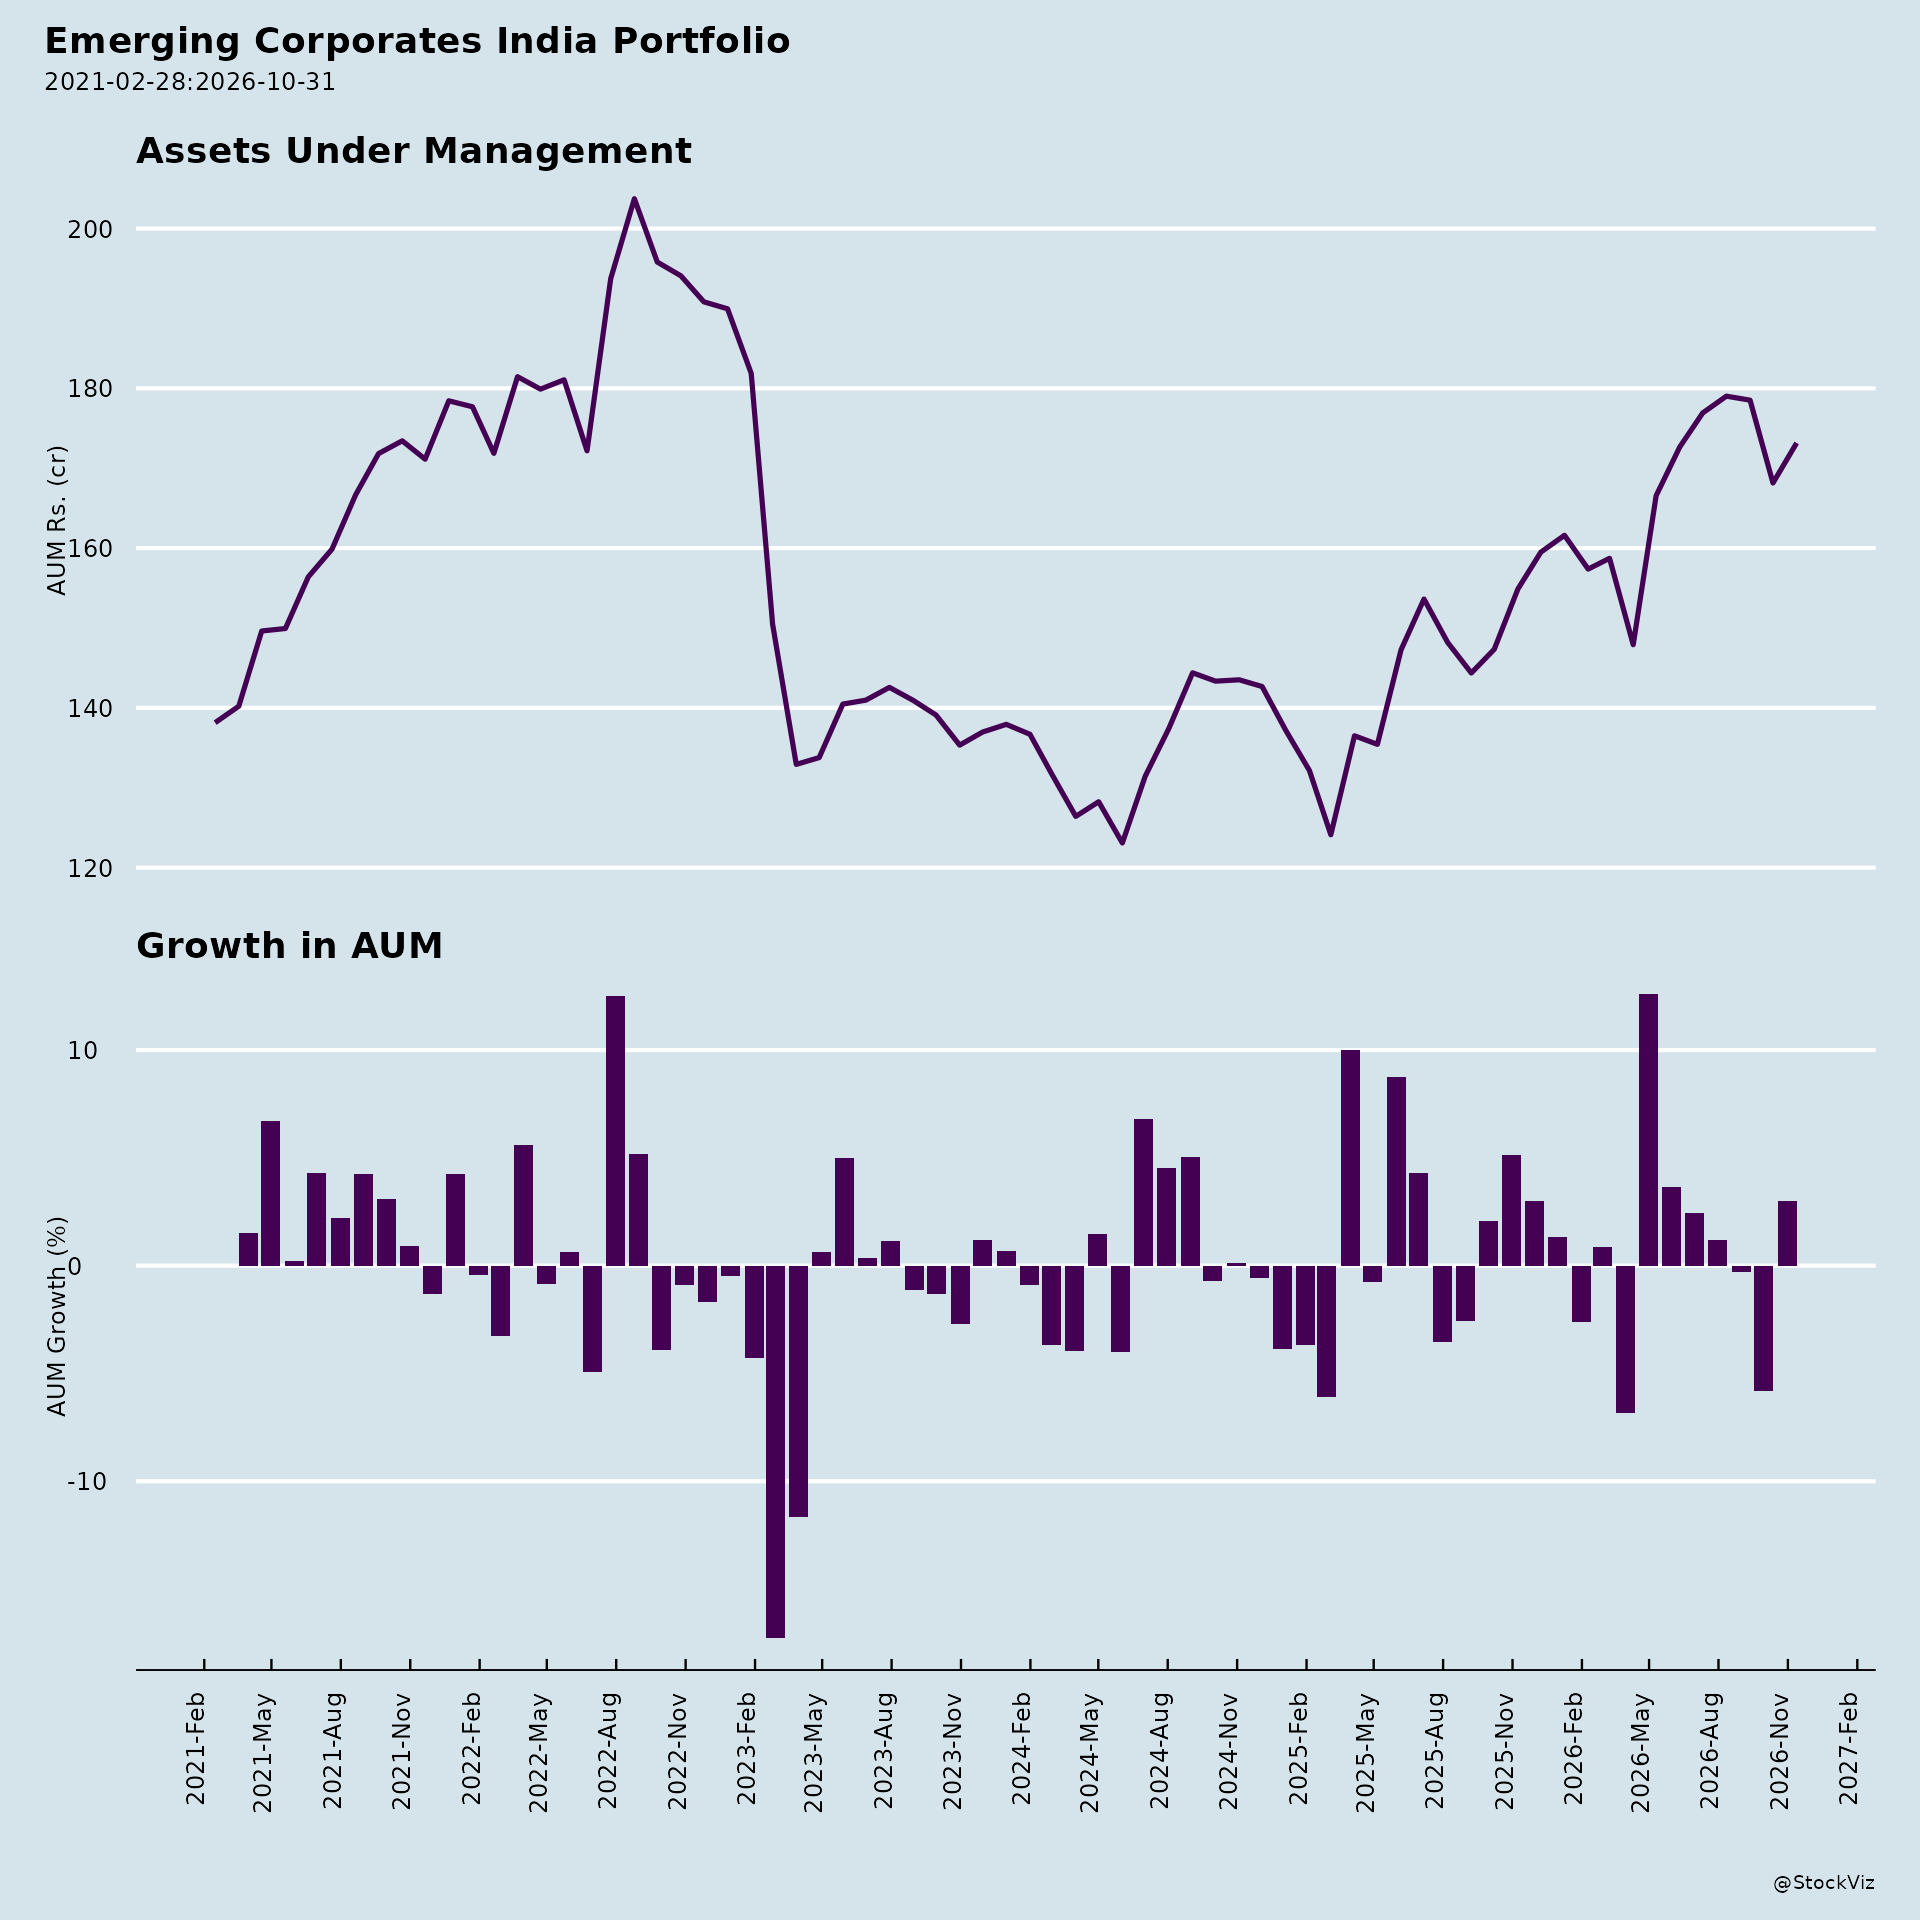 Emerging Corporates India Portfolio
2021-02-28:2026-10-31
Assets Under Management
AUM Rs. (cr)
200
180
160
140
120
Growth in AUM
AUM Growth (%)
10
0
-10
2021-Feb
2021-May
2021-Aug
2021-Nov
2022-Feb
2022-May
2022-Aug
2022-Nov
2023-Feb
2023-May
2023-Aug
2023-Nov
2024-Feb
2024-May
2024-Aug
2024-Nov
2025-Feb
2025-May
2025-Aug
2025-Nov
2026-Feb
2026-May
2026-Aug
2026-Nov
2027-Feb
@StockViz